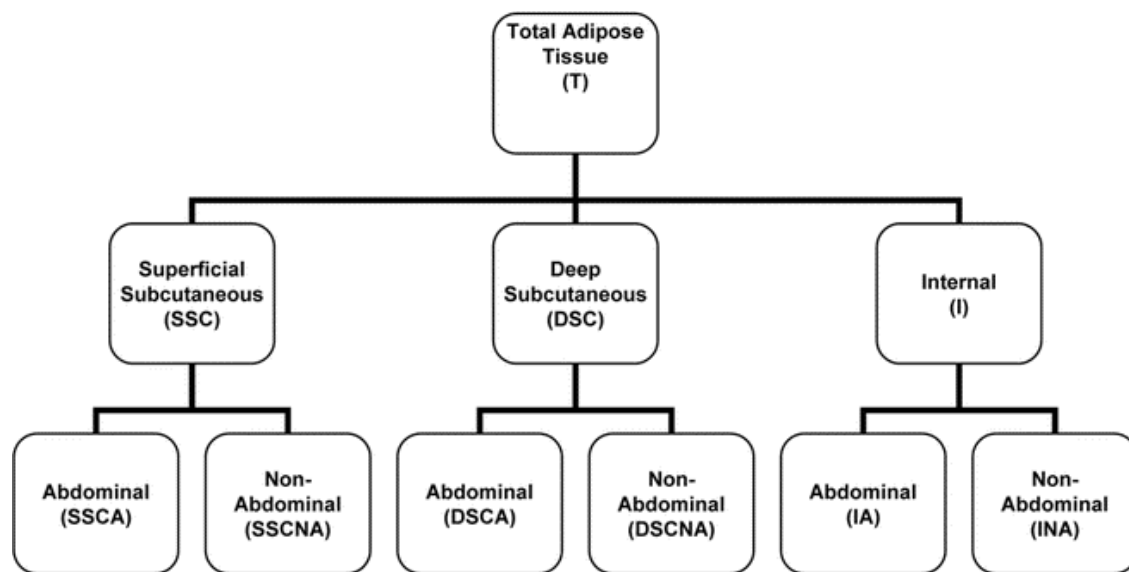 Total Adipose
Tissue
(T)
Superficial
Subcutaneous
(SSC)
Deep
Subcutaneous
(DSC)
Internal
(I)
Abdominal
(SSCA)
Non-
Abdominal
(SSCNA)
Abdominal
(DSCA)
Non-
Abdominal
(DSCNA)
Abdominal
(IA)
Non-
Abdominal
(INA)